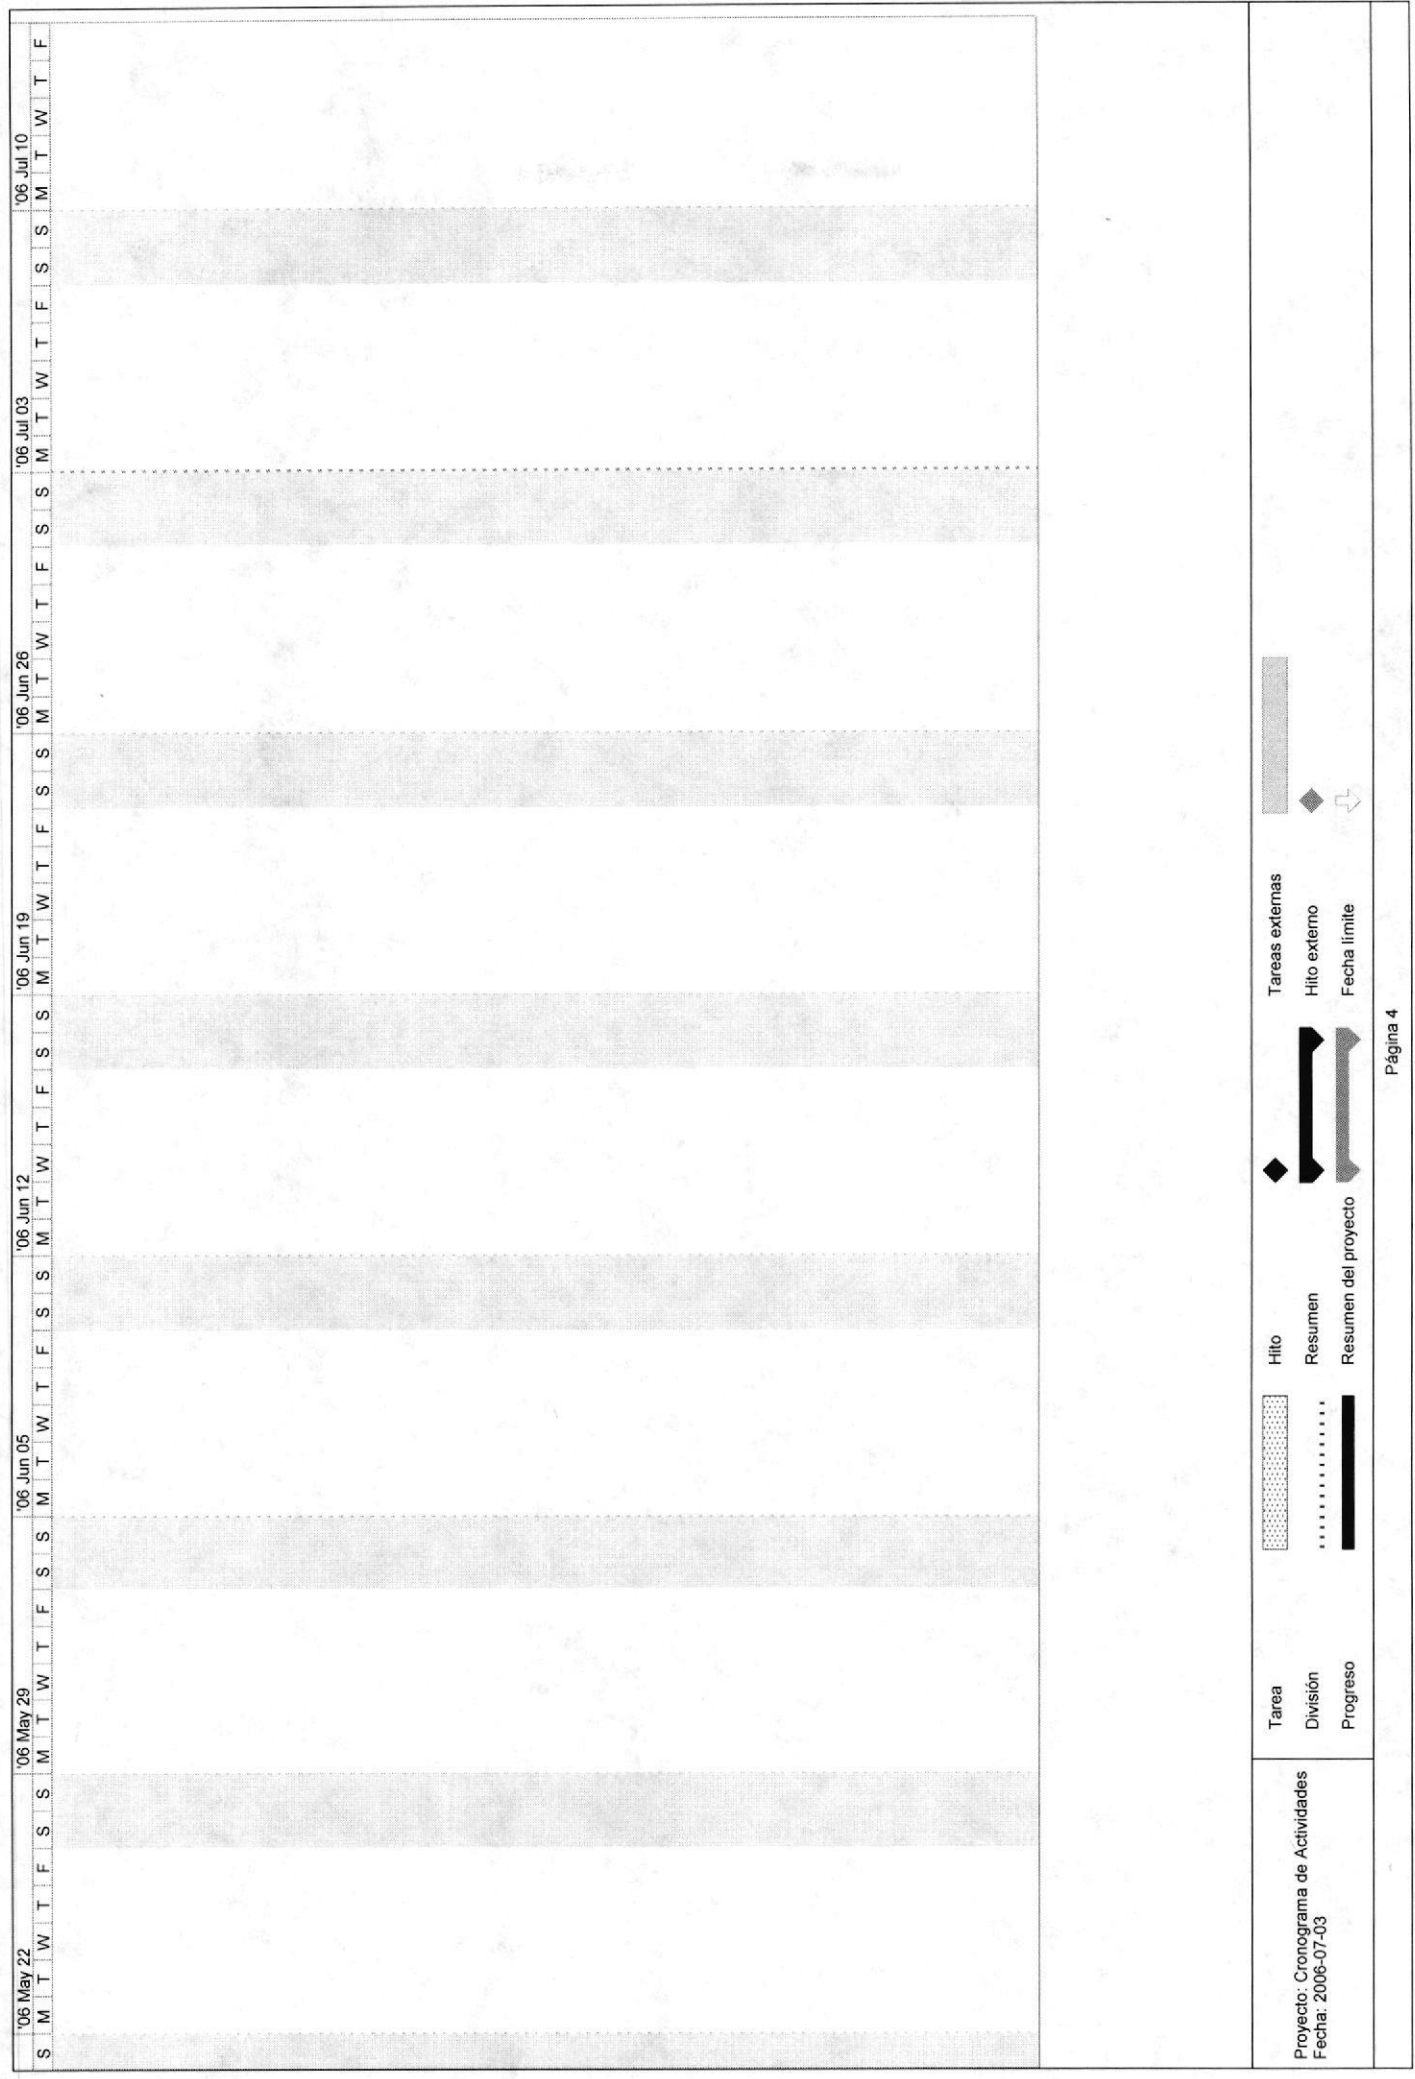 '06 May 22 '06 May 29 '06 Jun 05 '06 Jun 12 '06 Jun 19 '06 Jun 26 '06 Jul 03 '06 Jul 10
S M T W T F S S M T W T F S S M T W T F S S M T W T F S S M T W T F S S M T W T F S S M T W T F S S M T W T F
Proyecto: Cronograma de Actividades
Fecha: 2006-07-03
Tarea Hito Tareas externas
División Resumen Hito externo
Progreso Resumen del proyecto Fecha límite
Página 4